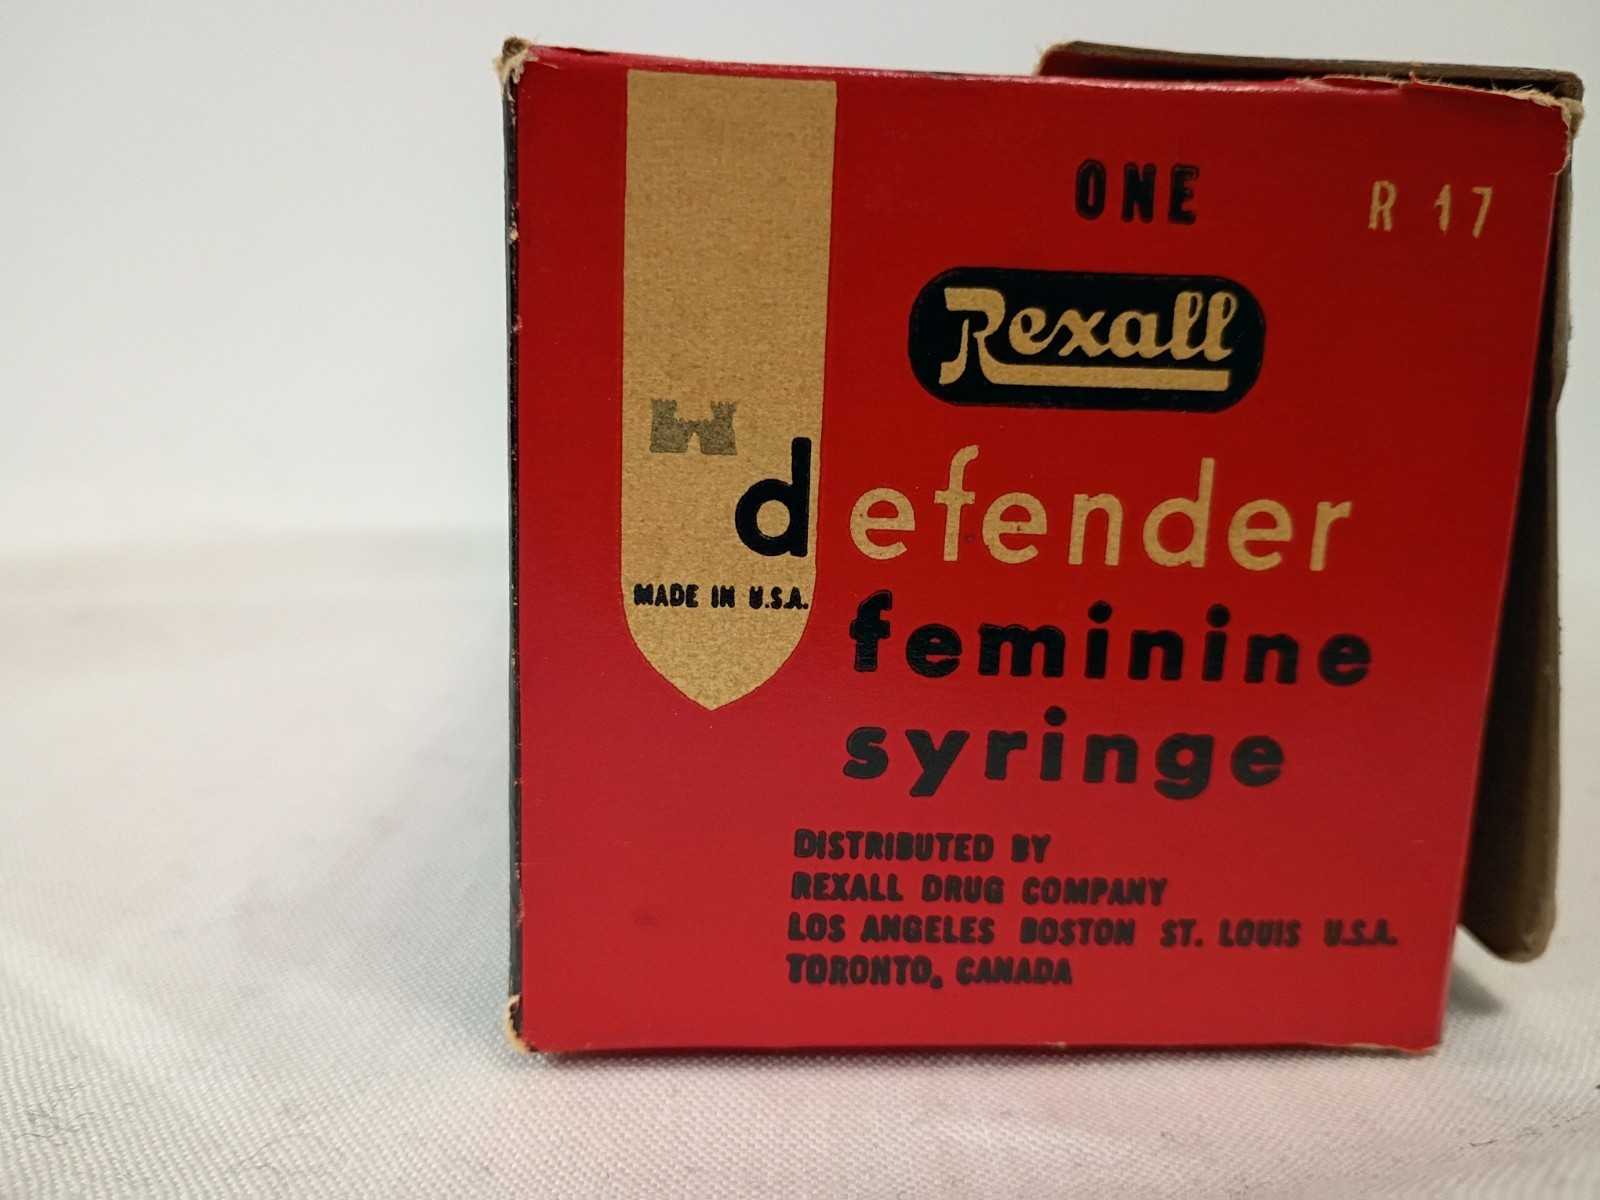 ONE
R 17
Rexall
defender
MADE IN U.S.A.
feminine
syringe
DISTRIBUTED BY
REXALL DRUG COMPANY
LOS ANGELES BOSTON ST. LOUIS U.S.A.
TORONTO, CANADA